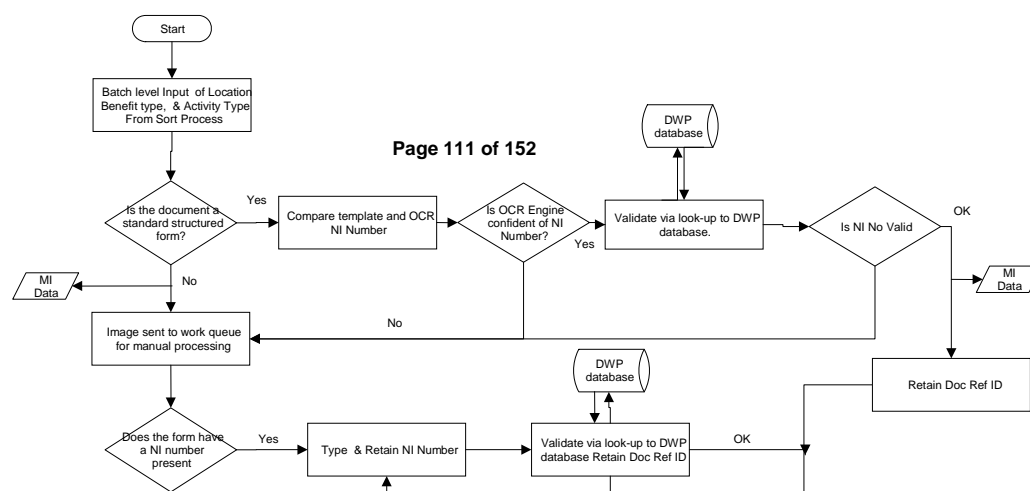 Start
Batch level Input of Location
Benefit type, & Activity Type
From Sort Process
DWP
database
Page 111 of 152
Is the document a
standard structured
form?
Yes
Compare template and OCR
NI Number
Is OCR Engine
confident of NI
Number?
Yes
Validate via look-up to DWP
database.
Is NI No Valid
OK
MI
Data
No
MI
Data
Image sent to work queue
for manual processing
No
DWP
database
Retain Doc Ref ID
Does the form have
a NI number
present
Yes
Type & Retain NI Number
Validate via look-up to DWP
database Retain Doc Ref ID
OK